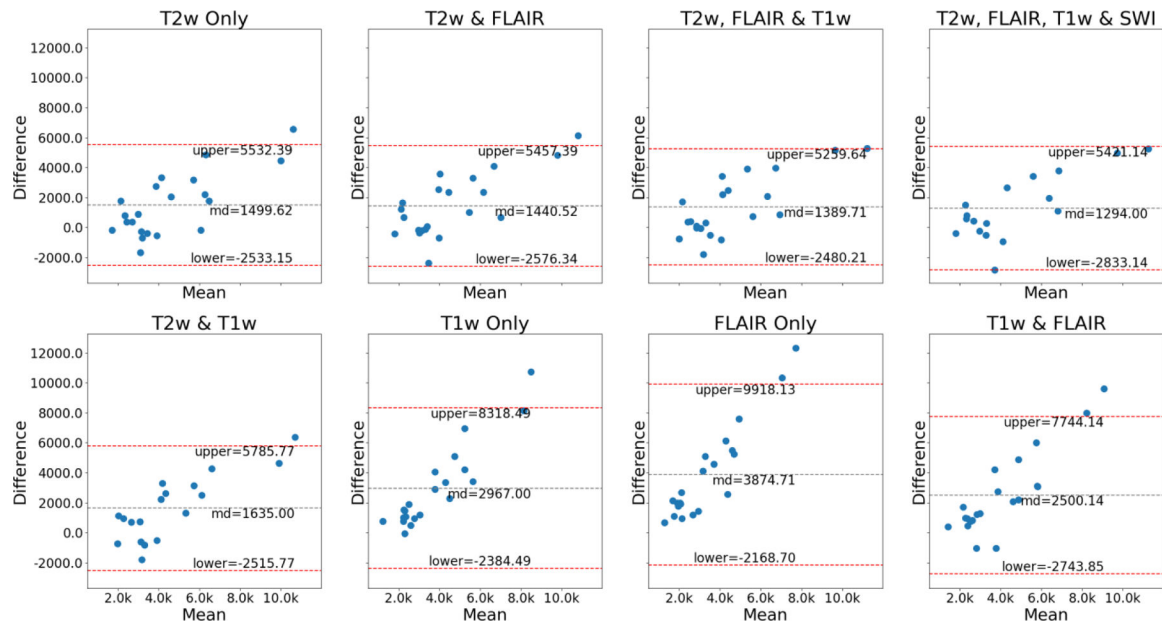 T2w Only
T2w & FLAIR
T2w, FLAIR & T1w
T2w, FLAIR, T1w & SWI
12000.0
10000.0
8000.0
6000.0
4000.0
2000.0
0.0
-2000.0
Difference
upper=5532.39
md=1499.62
lower=-2533.15
Mean
Difference
upper=5457.39
md=1440.52
lower=-2576.34
Mean
Difference
upper=5259.64
md=1389.71
lower=-2480.21
Mean
Difference
upper=5421.14
md=1294.00
lower=-2833.14
Mean
T2w & T1w
T1w Only
FLAIR Only
T1w & FLAIR
12000.0
10000.0
8000.0
6000.0
4000.0
2000.0
0.0
-2000.0
Difference
upper=5785.77
md=1635.00
lower=-2515.77
2.0k 4.0k 6.0k 8.0k 10.0k
Mean
Difference
upper=8318.49
md=2967.00
lower=-2384.49
2.0k 4.0k 6.0k 8.0k 10.0k
Mean
Difference
upper=9918.13
md=3874.71
lower=-2168.70
2.0k 4.0k 6.0k 8.0k 10.0k
Mean
Difference
upper=7744.14
md=2500.14
lower=-2743.85
2.0k 4.0k 6.0k 8.0k 10.0k
Mean